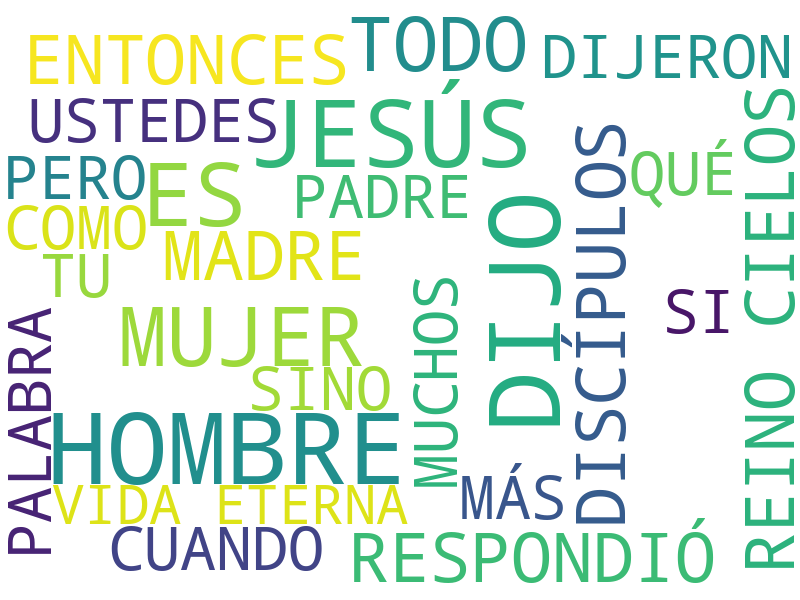 ENTONCES
TODO
DIJERON
USTEDES
JESÚS
PERO
ES
PADRE
QUÉ
COMO
MADRE
TU
DIJO
DISCÍPULOS
CIELOS
SI
MUJER
MUCHOS
PALABRA
SINO
HOMBRE
REINO
VIDA ETERNA
MÁS
CUANDO
RESPONDIÓ